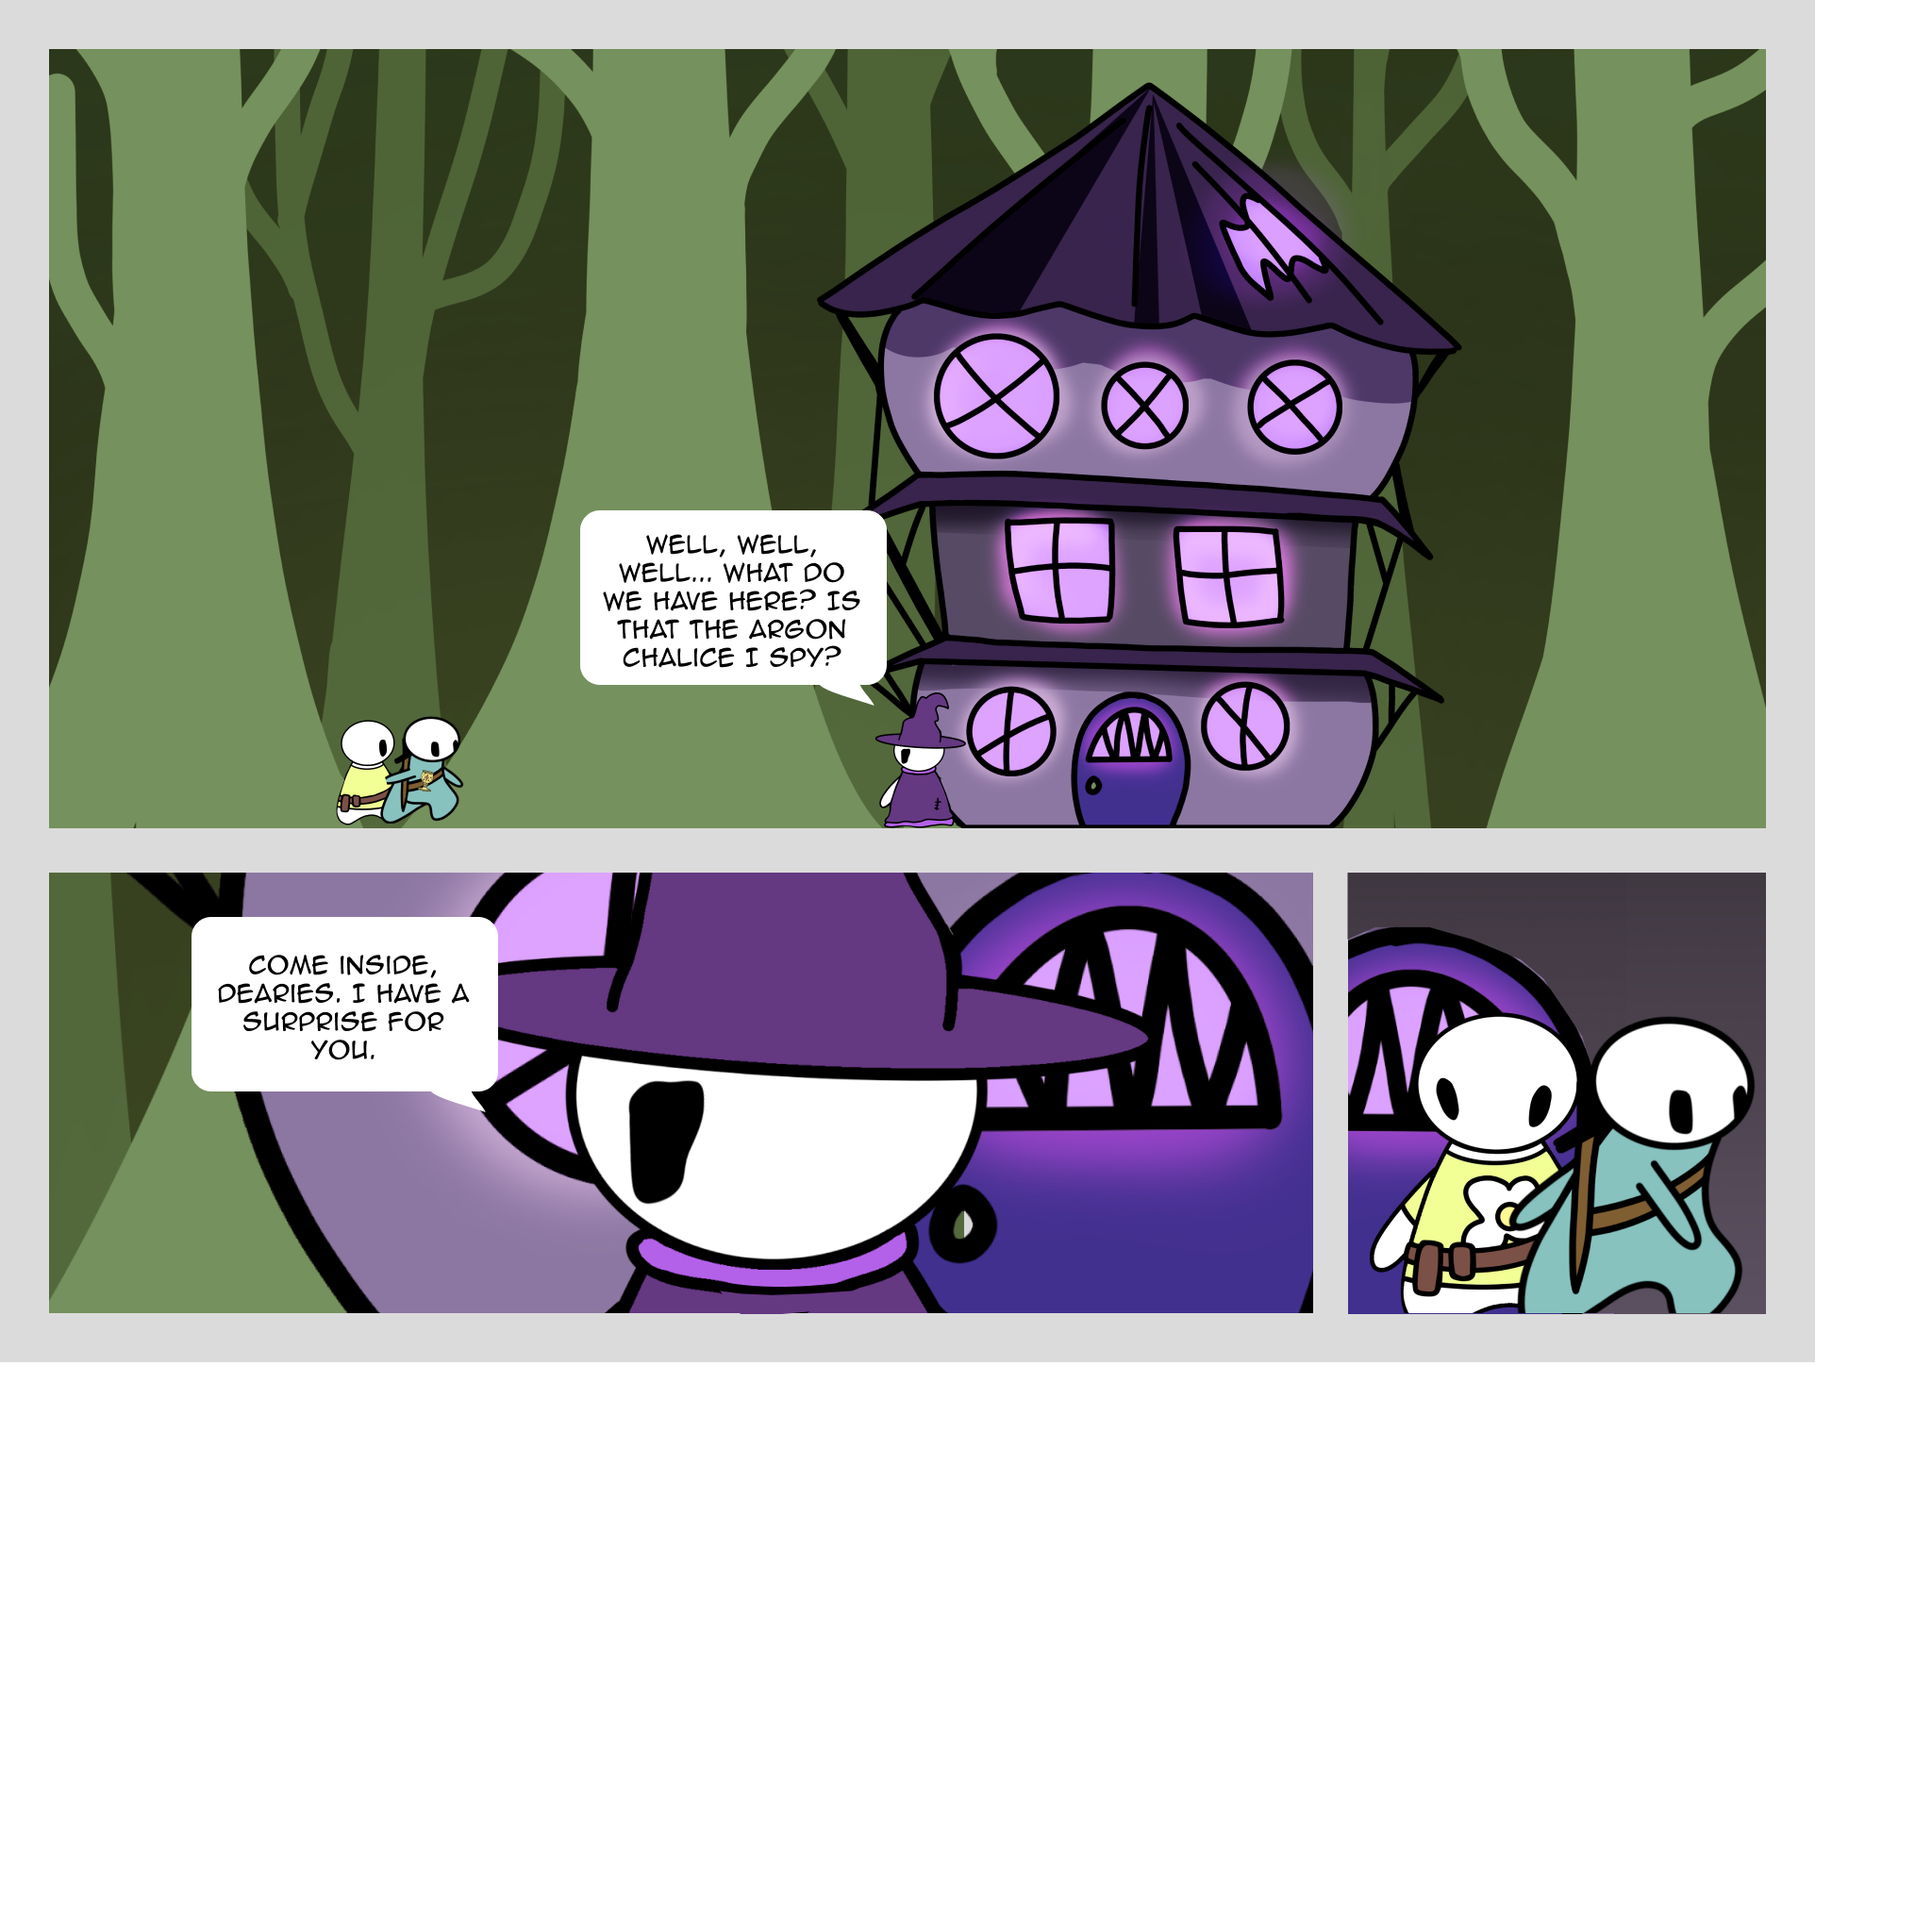 WELL, WELL,
WELL... WHAT DO
WE HAVE HERE? IS
THAT THE ARGON
CHALICE I SPY?
COME INSIDE,
DEARIES. I HAVE A
SURPRISE FOR
YOU.